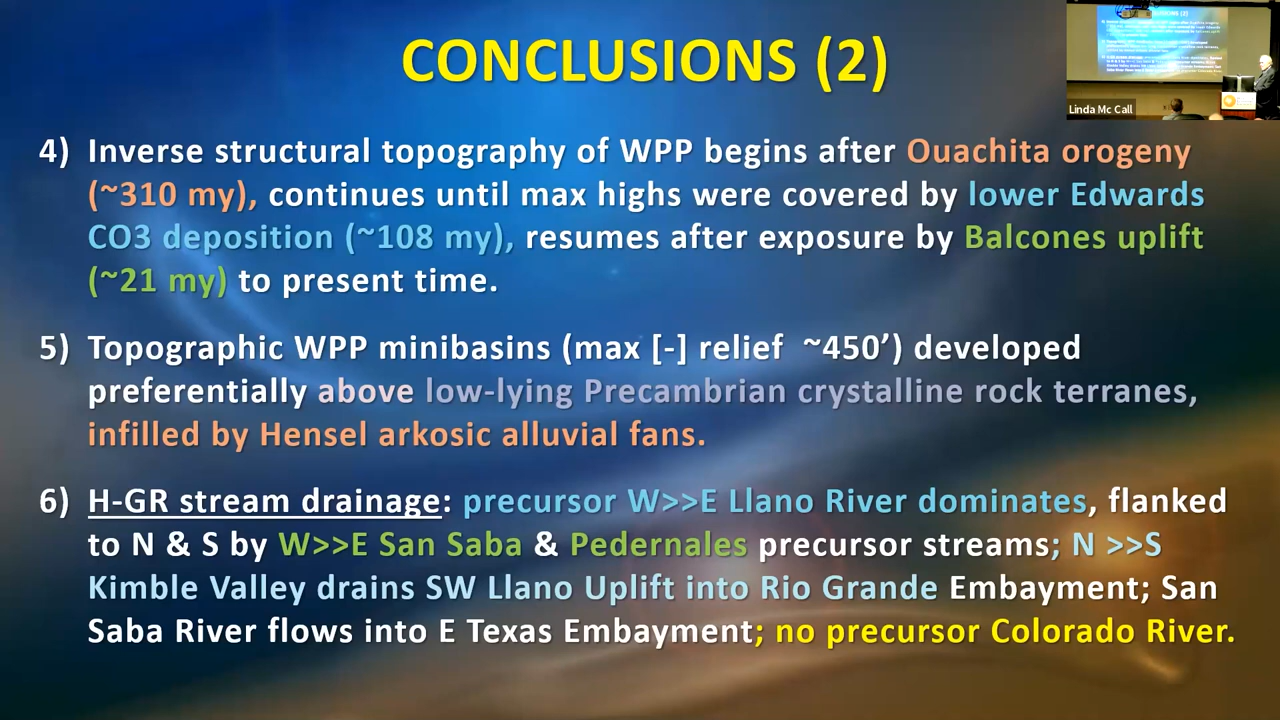 CONCLUSIONS (2)
Linda Mc Call
4) Inverse structural topography of WPP begins after Ouachita orogeny
(~310 my), continues until max highs were covered by lower Edwards
CO3 deposition (~108 my), resumes after exposure by Balcones uplift
(~21 my) to present time.
5) Topographic WPP minibasins (max [-] relief ~450’) developed
preferentially above low-lying Precambrian crystalline rock terranes,
infilled by Hensel arkosic alluvial fans.
6) H-GR stream drainage: precursor W>>E Llano River dominates, flanked
to N & S by W>>E San Saba & Pedernales precursor streams; N >>S
Kimble Valley drains SW Llano Uplift into Rio Grande Embayment; San
Saba River flows into E Texas Embayment; no precursor Colorado River.